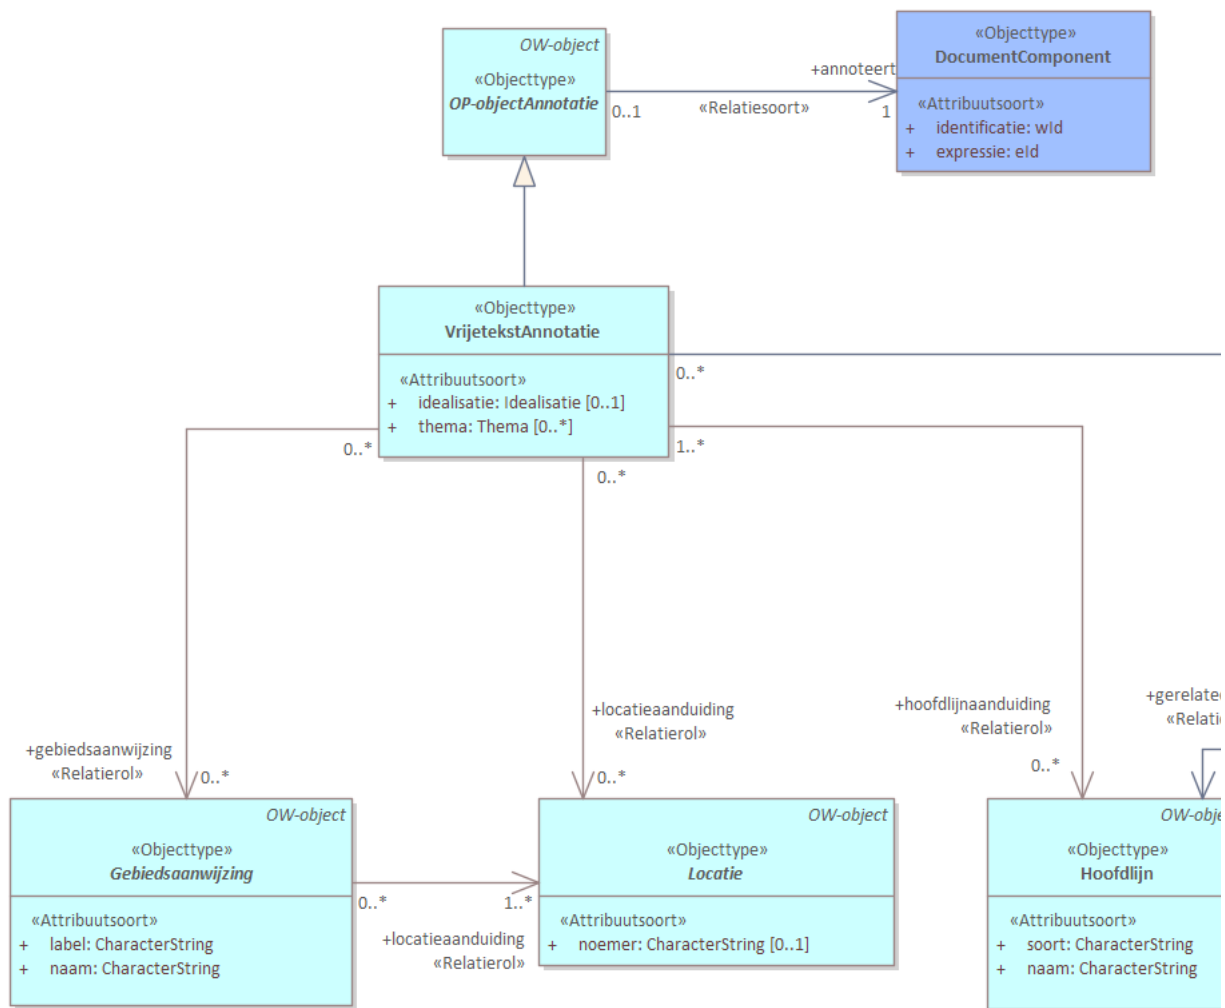 OW-object
«Objecttype»
OP-objectAnnotatie
0..1
«Relatiesoort»
+annoteert
1
«Objecttype»
DocumentComponent
«Attribuutsoort»
+ identificatie: wId
+ expressie: eId
«Objecttype»
VrijetekstAnnotatie
«Attribuutsoort»
+ idealisatie: Idealisatie [0..1]
+ thema: Thema [0..*]
0..*
0..*
1..*
0..*
+gebiedsaanwijzing
«Relatierol»
0..*
+locatieaanduiding
«Relatierol»
0..*
+hoofdlijnaanduiding
«Relatierol»
0..*
OW-object
«Objecttype»
Gebiedsaanwijzing
«Attribuutsoort»
+ label: CharacterString
+ naam: CharacterString
0..*
1..*
+locatieaanduiding
«Relatierol»
OW-object
«Objecttype»
Locatie
«Attribuutsoort»
+ noemer: CharacterString [0..1]
«Objecttype»
Hoofdlijn
«Attribuutsoort»
+ soort: CharacterString
+ naam: CharacterString